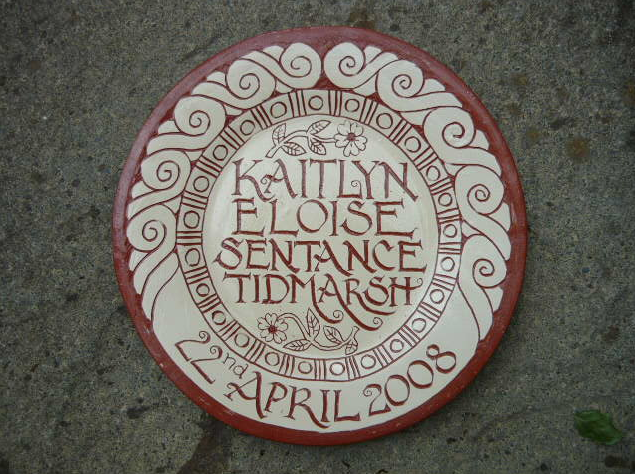 KAITLYN
ELOISE
SENTANCE
TIDMARSH
22nd APRIL 2008